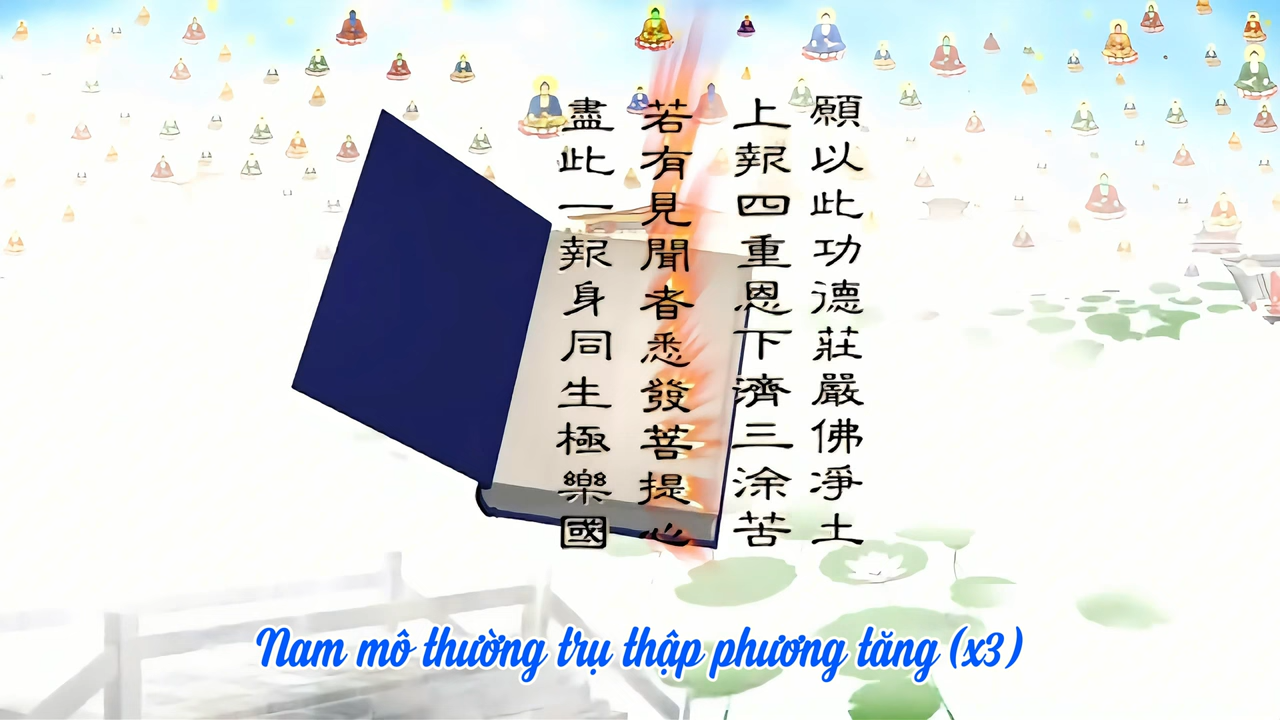 願以此功德莊嚴佛淨土
上報四重恩下濟三涂苦
若有見聞者悉發菩提心
盡此一報身同生極樂國
Nam mô thường trụ thập phương tăng (x3)